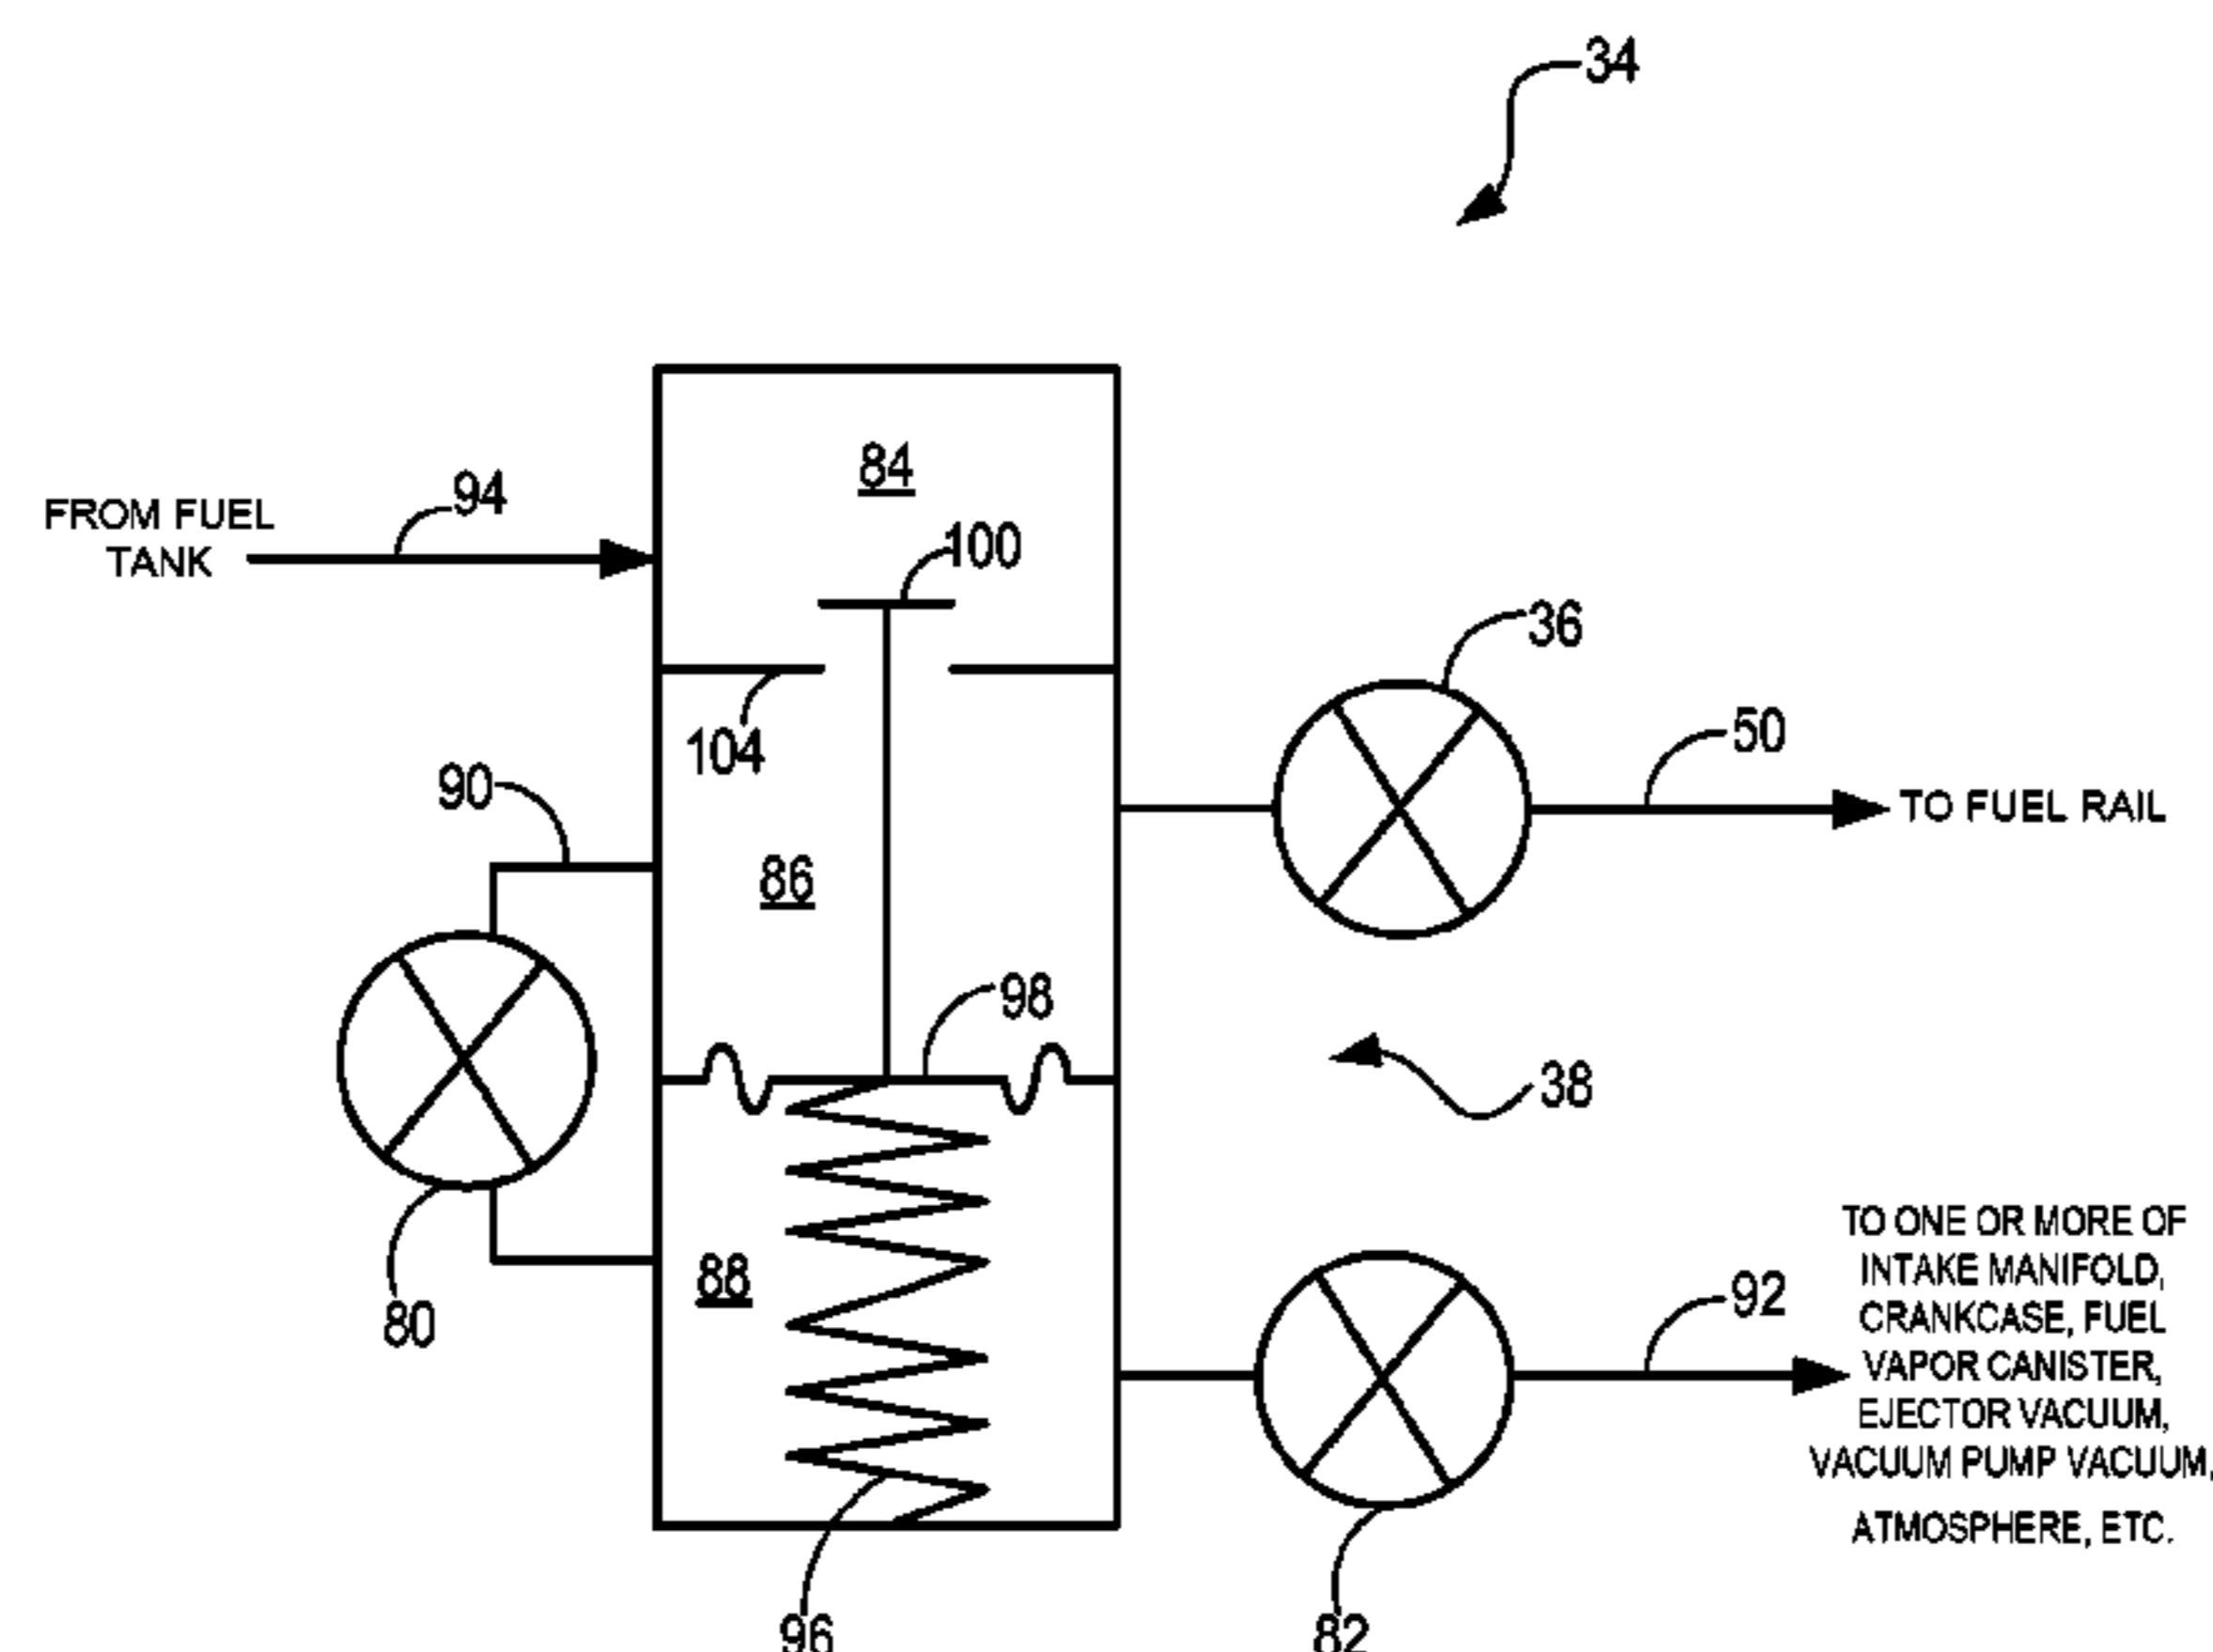 34
84
94
FROM FUEL
TANK
100
36
104
50
TO FUEL RAIL
90
86
98
38
80
88
92
TO ONE OR MORE OF
INTAKE MANIFOLD,
CRANKCASE, FUEL
VAPOR CANISTER,
EJECTOR VACUUM,
VACUUM PUMP VACUUM,
ATMOSPHERE, ETC.
96
82